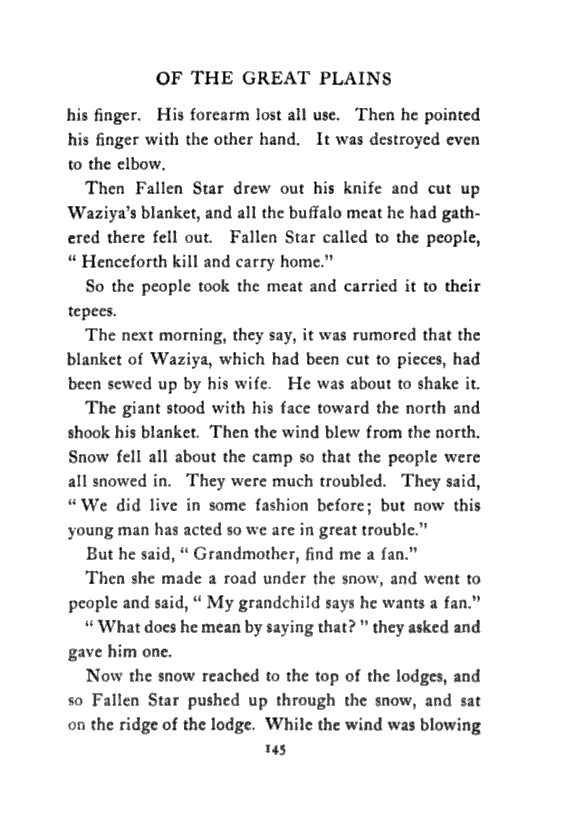 OF THE GREAT PLAINS
his finger. His forearm lost all use. Then he pointed
his finger with the other hand. It was destroyed even
to the elbow.
Then Fallen Star drew out his knife and cut up
Waziya's blanket, and all the buffalo meat he had gath-
ered there fell out. Fallen Star called to the people,
“ Henceforth kill and carry home.”
So the people took the meat and carried it to their
tepees.
The next morning, they say, it was rumored that the
blanket of Waziya, which had been cut to pieces, had
been sewed up by his wife. He was about to shake it.
The giant stood with his face toward the north and
shook his blanket. Then the wind blew from the north.
Snow fell all about the camp so that the people were
all snowed in. They were much troubled. They said,
“ We did live in some fashion before; but now this
young man has acted so we are in great trouble.”
But he said, “ Grandmother, find me a fan.”
Then she made a road under the snow, and went to
people and said, “ My grandchild says he wants a fan.”
“ What does he mean by saying that? ” they asked and
gave him one.
Now the snow reached to the top of the lodges, and
so Fallen Star pushed up through the snow, and sat
on the ridge of the lodge. While the wind was blowing
145